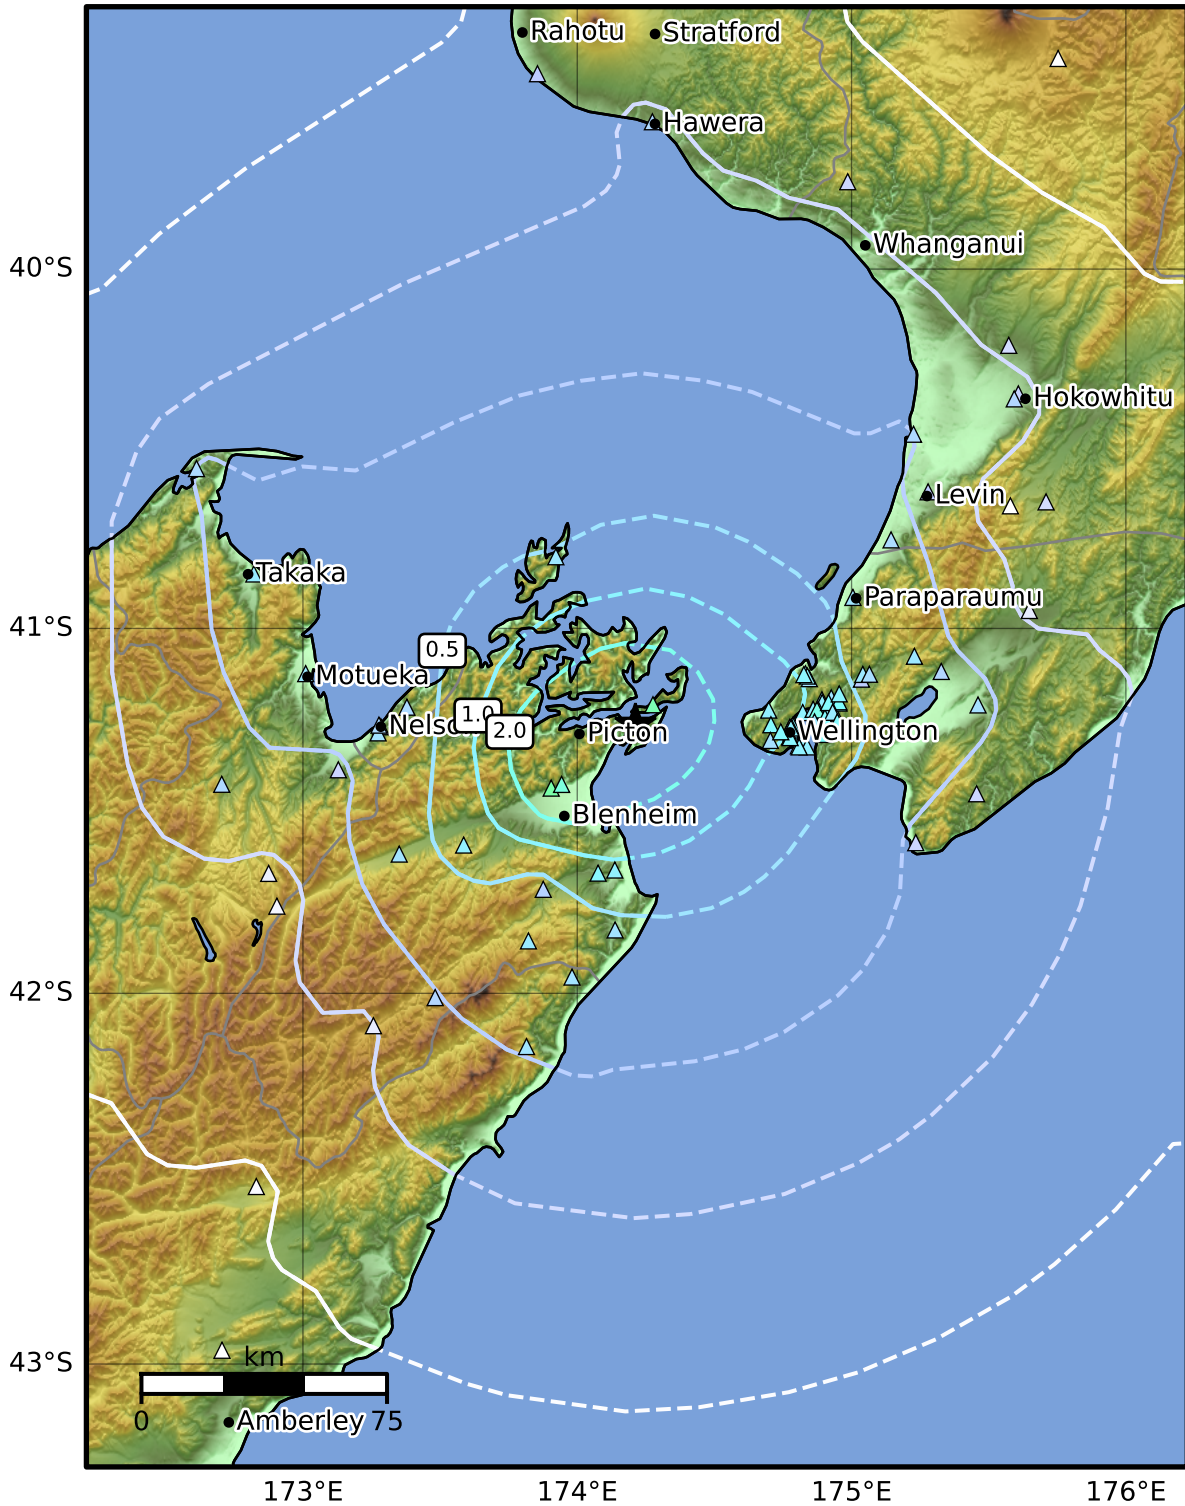 Rahotu
Stratford
Hawera
Whanganui
40°S
Hokowhitu
Levin
Takaka
Paraparaumu
41°S
0.5
Motueka
1.0
Nelson
2.0
Picton
Wellington
Blenheim
42°S
43°S
km
0
75
Amberley
173°E
174°E
175°E
176°E